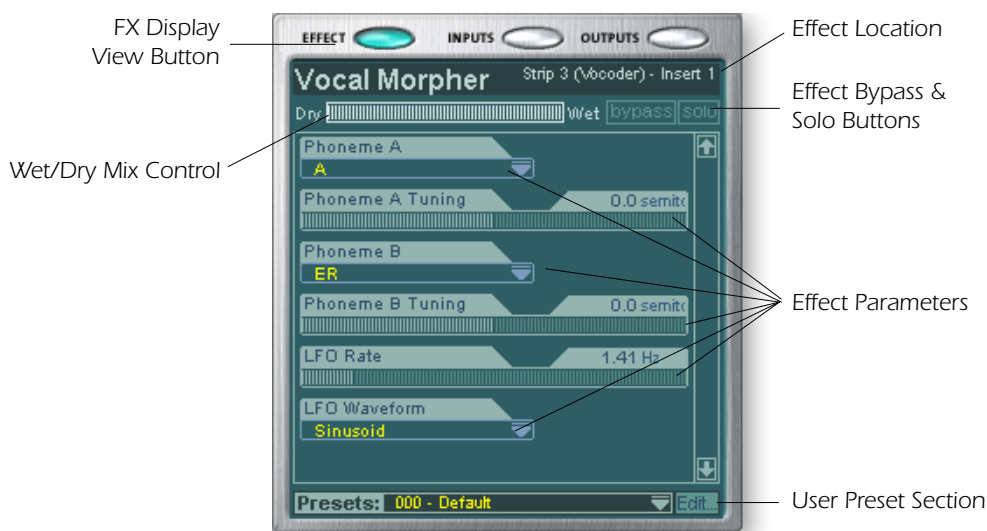 FX Display
View Button
EFFECT
INPUTS
OUTPUTS
Effect Location
Vocal Morpher
Strip 3 (Vocoder) - Insert 1
Dry
Wet
bypass
solo
Effect Bypass &
Solo Buttons
Wet/Dry Mix Control
Phoneme A
A
Phoneme A Tuning
0.0 semito
Phoneme B
ER
Phoneme B Tuning
0.0 semito
Effect Parameters
LFO Rate
1.41 Hz
LFO Waveform
Sinusoid
Presets:
000 - Default
Edit...
User Preset Section